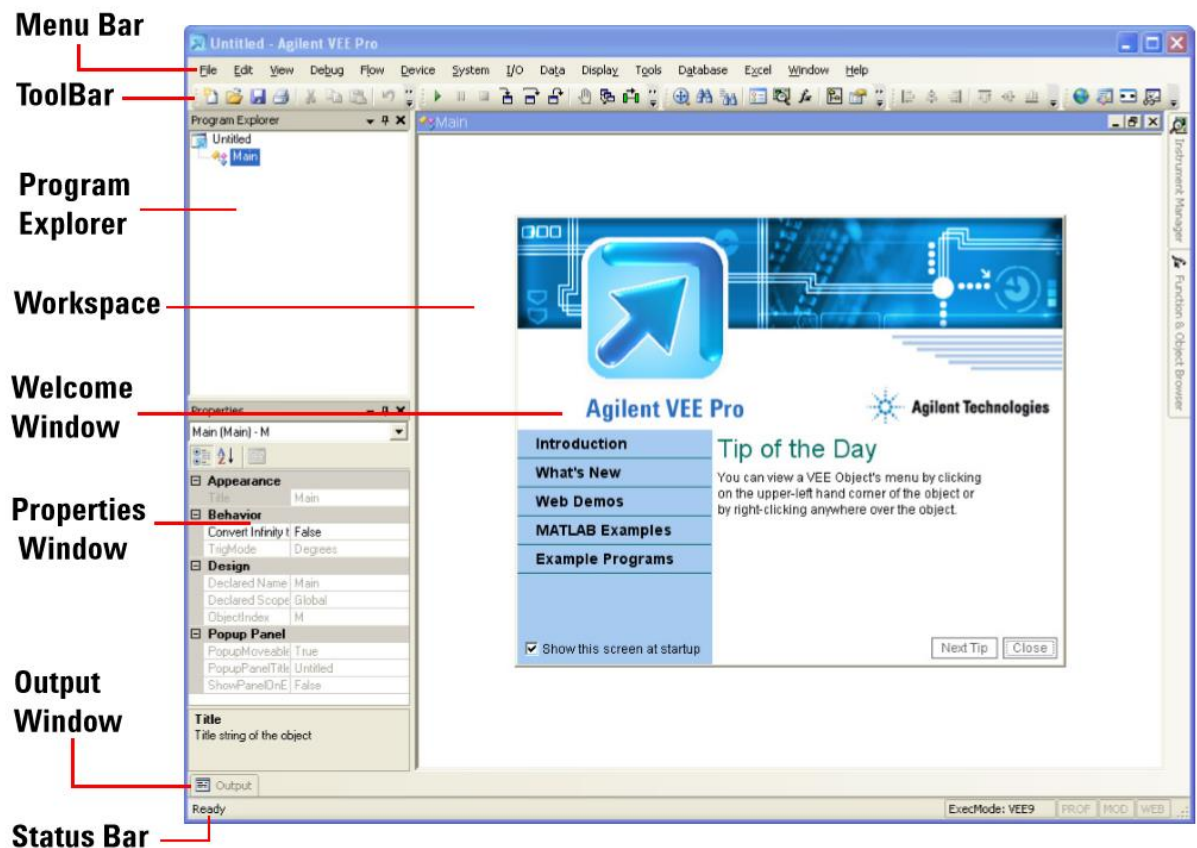 Menu Bar
ToolBar
Program
Explorer
Workspace
Welcome
Window
Properties
Window
Output
Window
Status Bar
Untitled - Agilent VEE Pro
File Edit View Debug Flow Device System I/O Data Display Tools Database Excel Window Help
Program Explorer
Untitled
Main
Main
Instrument Manager
Function & Object Browser
Agilent VEE Pro
Agilent Technologies
Introduction
What's New
Web Demos
MATLAB Examples
Example Programs
Show this screen at startup
Tip of the Day
You can view a VEE Object's menu by clicking
on the upper-left hand corner of the object or
by right-clicking anywhere over the object.
Next Tip Close
Properties
Main (Main) - M
Appearance
Title Main
Behavior
Convert Infinity t False
TrigMode Degrees
Design
Declared Name Main
Declared Scope Global
ObjectIndex M
Popup Panel
PopupMoveable True
PopupPanelTitle Untitled
ShowPanelOnE False
Title
Title string of the object
Output
Ready
ExecMode: VEE9 PROF MOD WEB